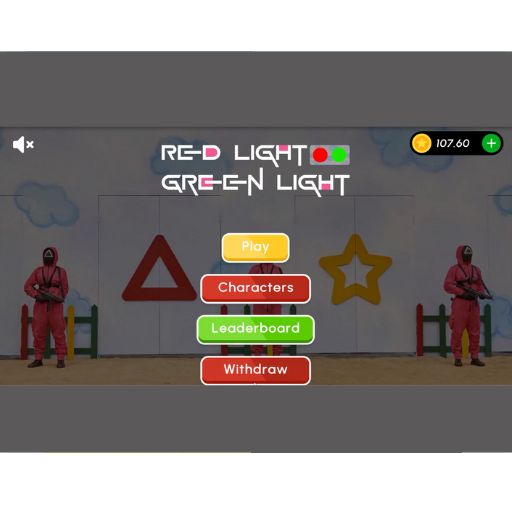 RED LIGHT
GREEN LIGHT
107.60
Play
Characters
Leaderboard
Withdraw